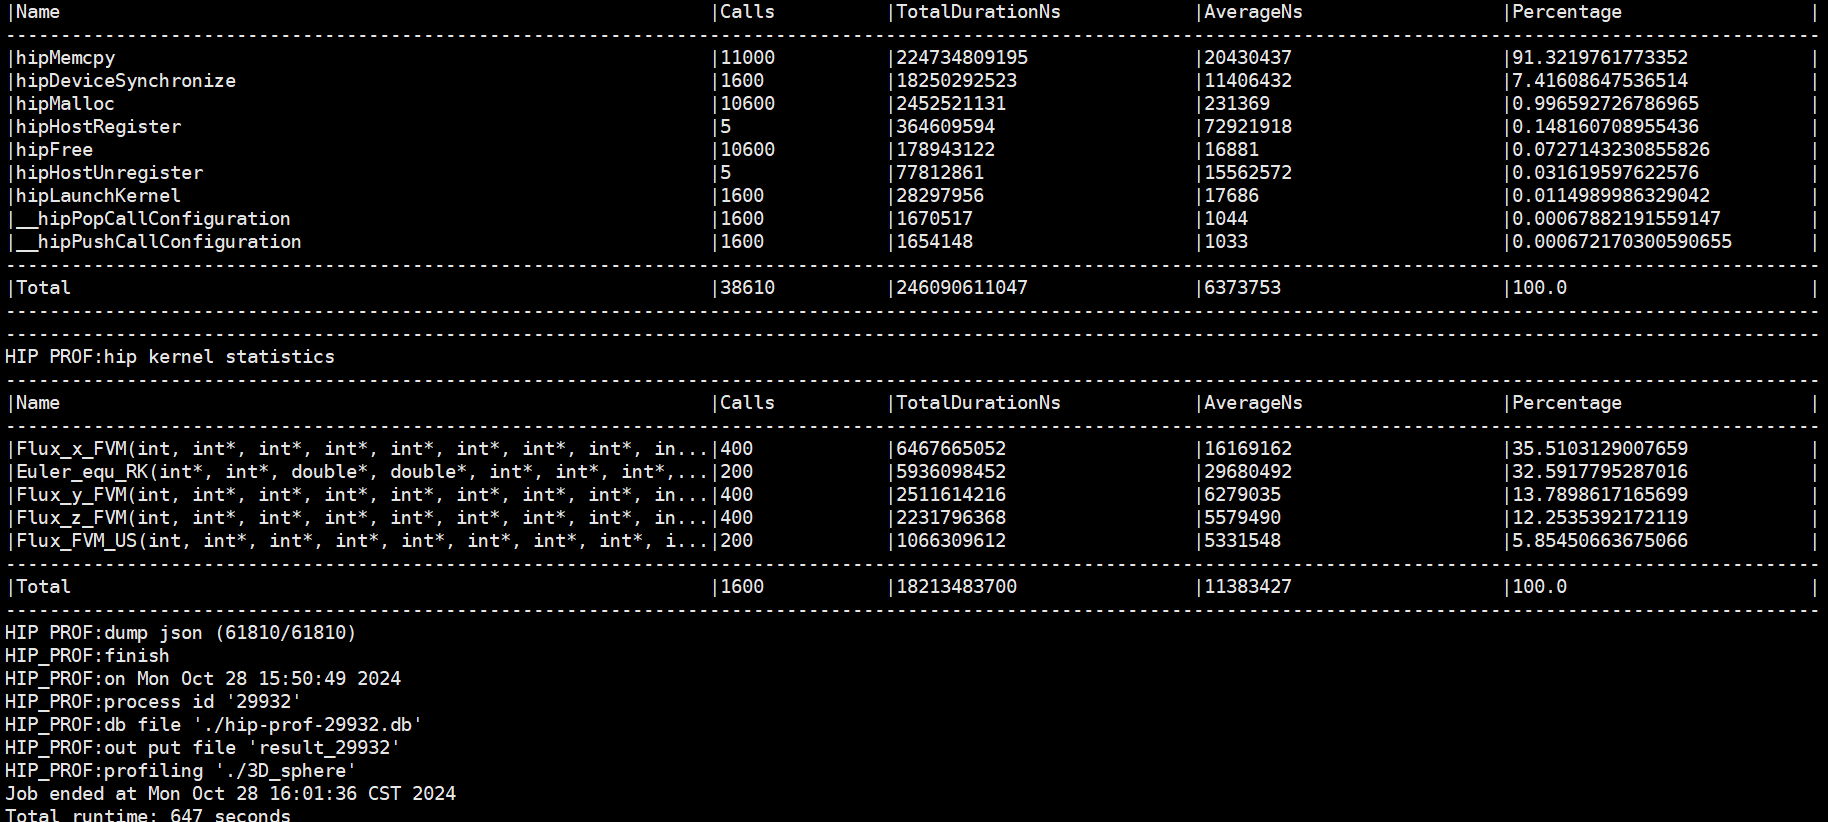 |Name |Calls |TotalDurationNs |AverageNs |Percentage |
|hipMemcpy |11000 |224734809195 |20430437 |91.3219761773352 |
|hipDeviceSynchronize |1600 |18250292523 |11406432 |7.41608647536514 |
|hipMalloc |10600 |2452521131 |231369 |0.996592726786965 |
|hipHostRegister |5 |364609594 |72921918 |0.148160708955436 |
|hipFree |10600 |178943122 |16881 |0.0727143230855826 |
|hipHostUnregister |5 |77812861 |15562572 |0.031619597622576 |
|hipLaunchKernel |1600 |28297956 |17686 |0.0114989986329042 |
|__hipPopCallConfiguration |1600 |1670517 |1044 |0.00067882191559147 |
|__hipPushCallConfiguration |1600 |1654148 |1033 |0.000672170300590655 |
|Total |38610 |246090611047 |6373753 |100.0 |
HIP PROF:hip kernel statistics
|Name |Calls |TotalDurationNs |AverageNs |Percentage |
|Flux_x_FVM(int, int*, int*, int*, int*, int*, int*, int*, in...|400 |6467665052 |16169162 |35.5103129007659 |
|Euler_equ_RK(int*, int*, double*, double*, int*, int*, int*,...|200 |5936098452 |29680492 |32.5917795287016 |
|Flux_y_FVM(int, int*, int*, int*, int*, int*, int*, int*, in...|400 |2511614216 |6279035 |13.7898617165699 |
|Flux_z_FVM(int, int*, int*, int*, int*, int*, int*, int*, in...|400 |2231796368 |5579490 |12.2535392172119 |
|Flux_FVM_US(int, int*, int*, int*, int*, int*, int*, int*, i...|200 |1066309612 |5331548 |5.85450663675066 |
|Total |1600 |18213483700 |11383427 |100.0 |
HIP PROF:dump json (61810/61810)
HIP_PROF:finish
HIP_PROF:on Mon Oct 28 15:50:49 2024
HIP_PROF:process id '29932'
HIP_PROF:db file './hip-prof-29932.db'
HIP_PROF:out put file 'result_29932'
HIP_PROF:profiling './3D_sphere'
Job ended at Mon Oct 28 16:01:36 CST 2024
Total runtime: 647 seconds